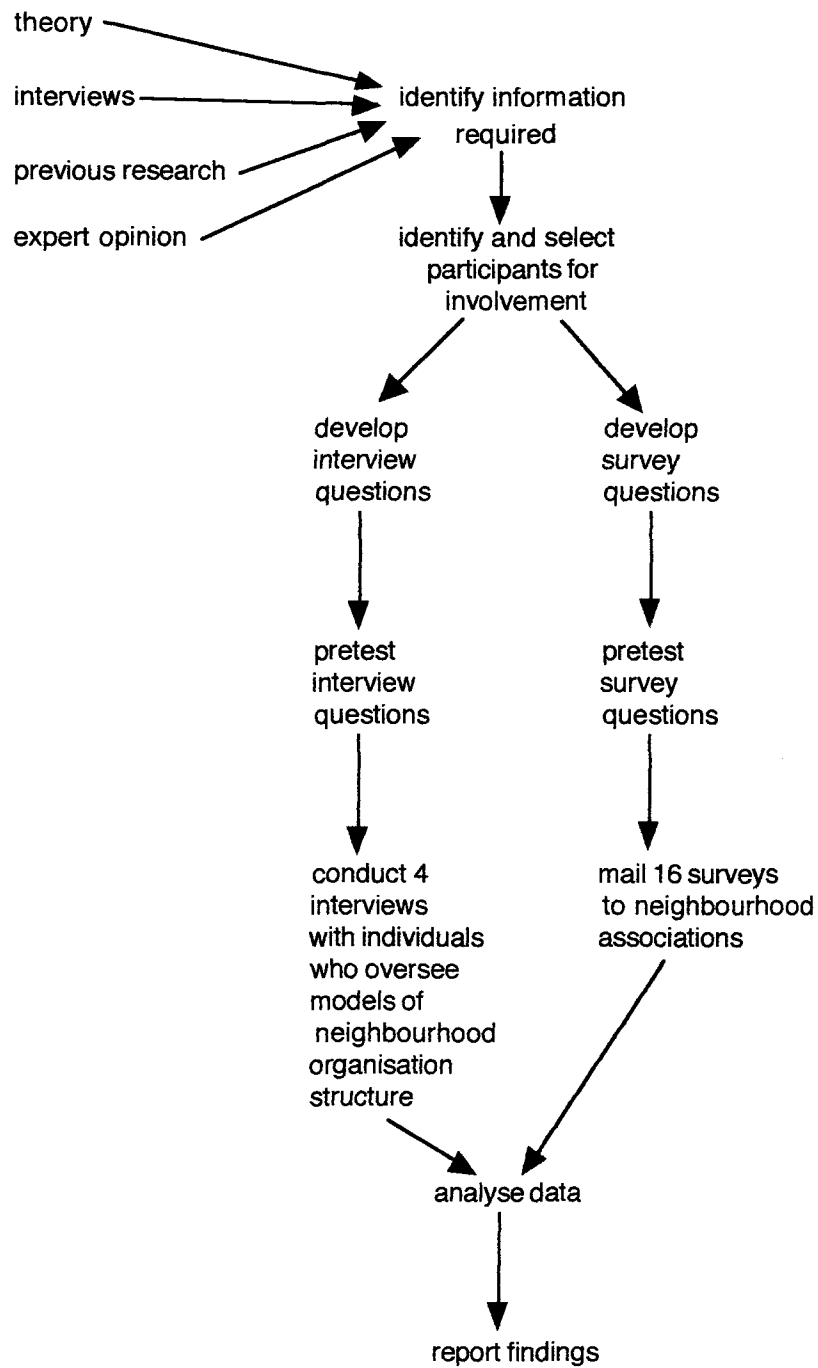 theory
interviews
previous research
expert opinion
identify information
required
identify and select
participants for
involvement
develop
interview
questions
develop
survey
questions
pretest
interview
questions
pretest
survey
questions
conduct 4
interviews
with individuals
who oversee
models of
neighbourhood
organisation
structure
mail 16 surveys
to neighbourhood
associations
analyse data
report findings